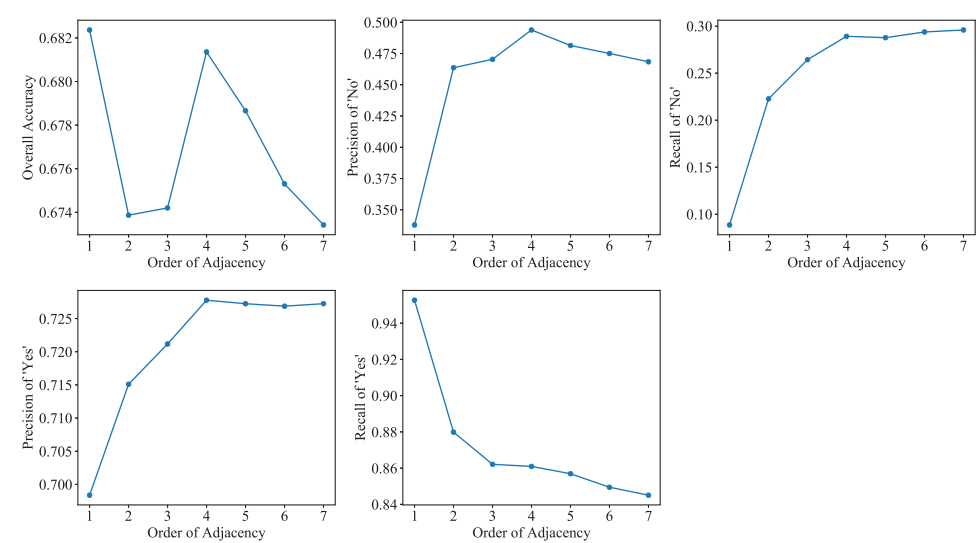 Overall Accuracy
0.682
0.680
0.678
0.676
0.674
1 2 3 4 5 6 7
Order of Adjacency
Precision of 'No'
0.500
0.475
0.450
0.425
0.400
0.375
0.350
1 2 3 4 5 6 7
Order of Adjacency
Recall of 'No'
0.30
0.25
0.20
0.15
0.10
1 2 3 4 5 6 7
Order of Adjacency
Precision of 'Yes'
0.725
0.720
0.715
0.710
0.705
0.700
1 2 3 4 5 6 7
Order of Adjacency
Recall of 'Yes'
0.94
0.92
0.90
0.88
0.86
0.84
1 2 3 4 5 6 7
Order of Adjacency